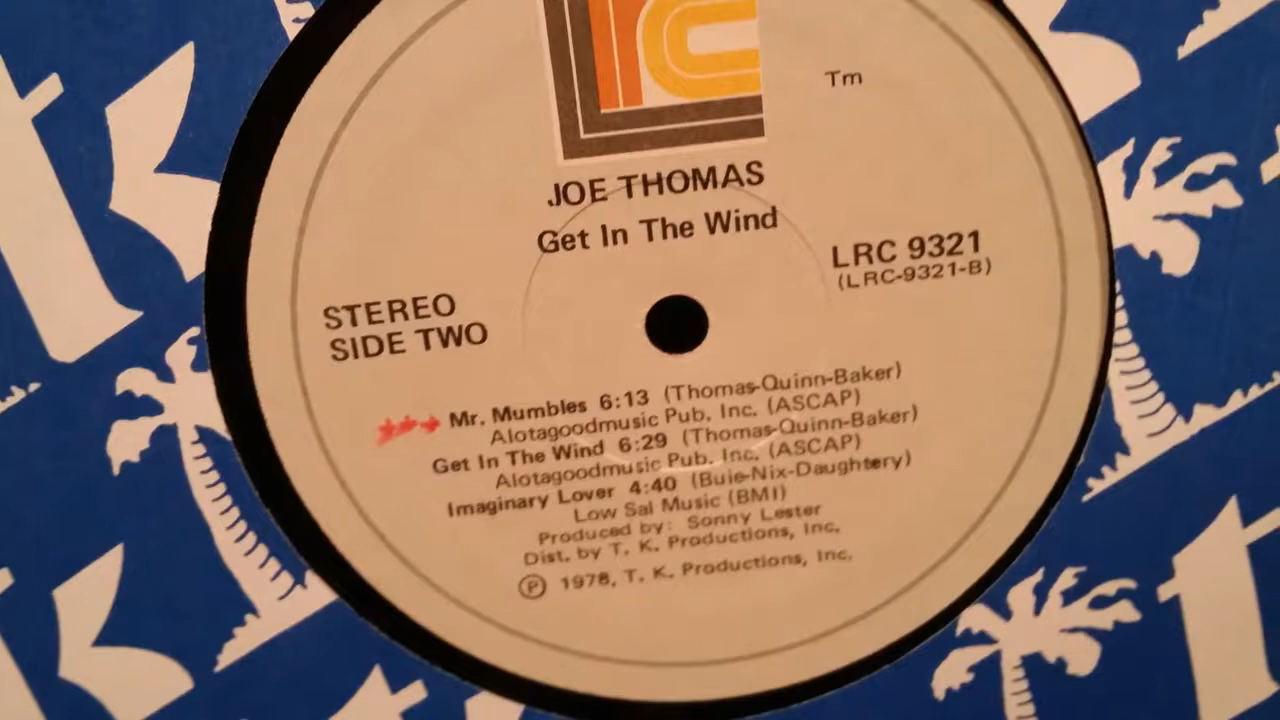 Tm
JOE THOMAS
Get In The Wind
LRC 9321
(LRC-9321-B)
STEREO
SIDE TWO
Mr. Mumbles 6:13 (Thomas-Quinn-Baker)
Alotagoodmusic Pub. Inc. (ASCAP)
Get In The Wind 6:29 (Thomas-Quinn-Baker)
Alotagoodmusic Pub. Inc. (ASCAP)
Imaginary Lover 4:40 (Buie-Nix-Daughtery)
Low Sal Music (BMI)
Produced by: Sonny Lester
Dist. by T. K. Productions, Inc.
Ⓟ 1978, T. K. Productions, Inc.